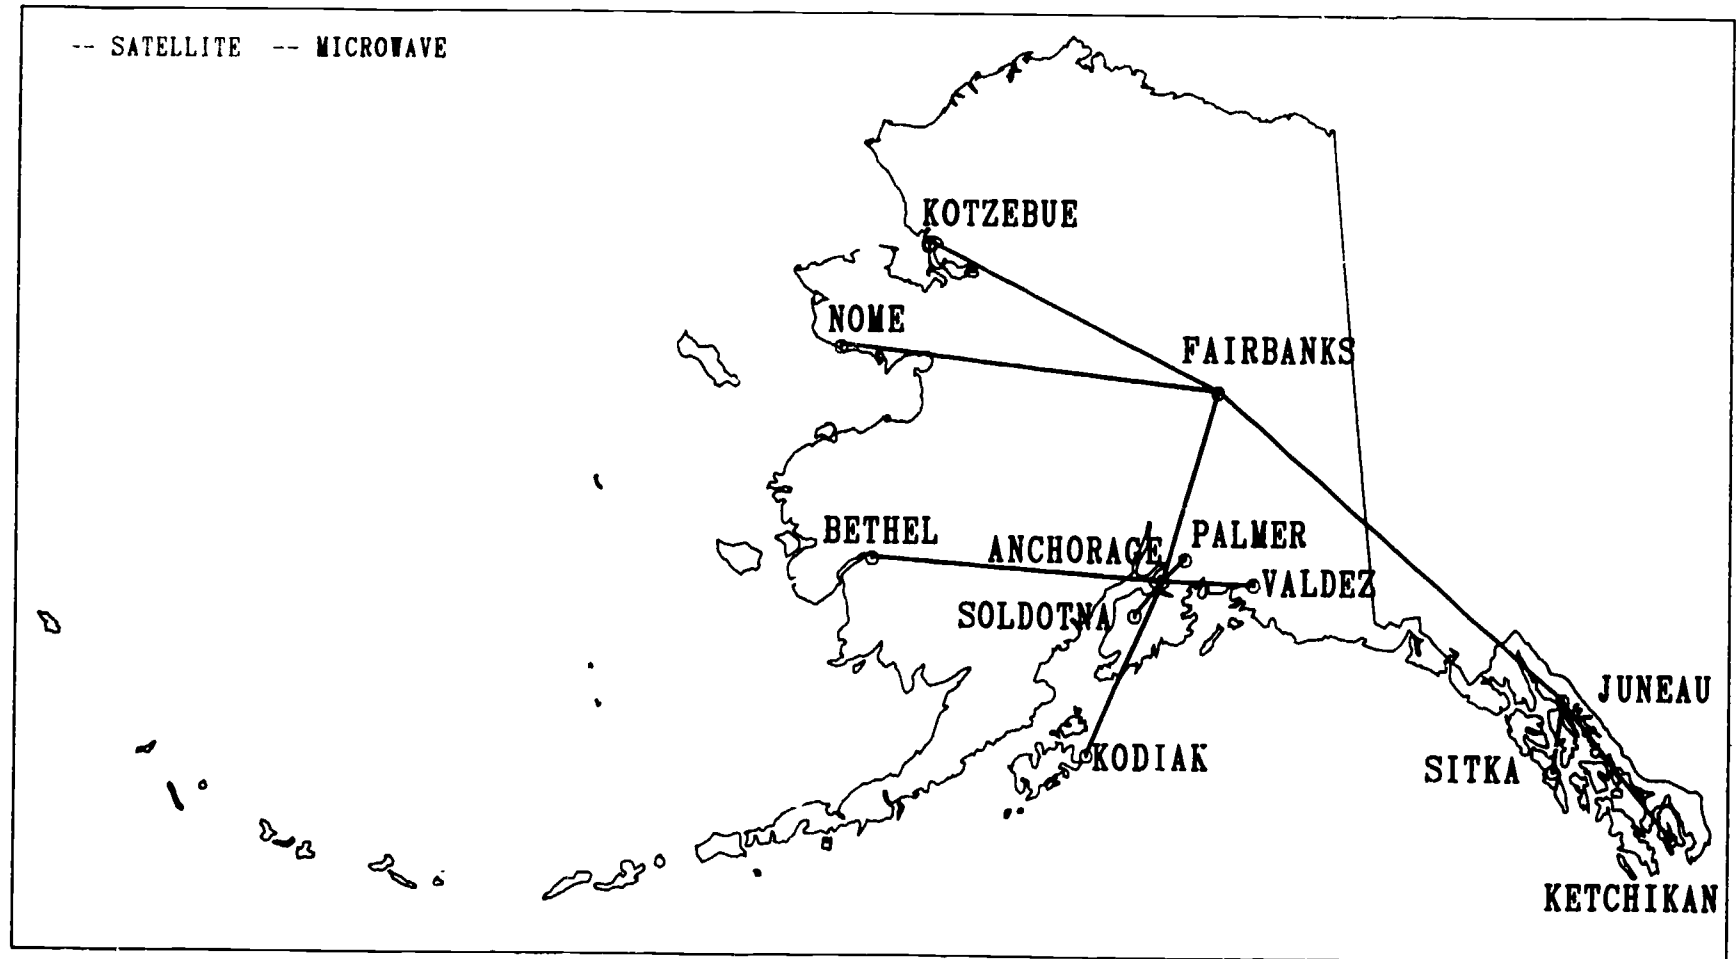 -- SATELLITE -- MICROWAVE
KOTZEBUE
NOME
FAIRBANKS
BETHEL
ANCHORAGE
PALMER
VALDEZ
SOLDOTNA
JUNEAU
KODIAK
SITKA
KETCHIKAN